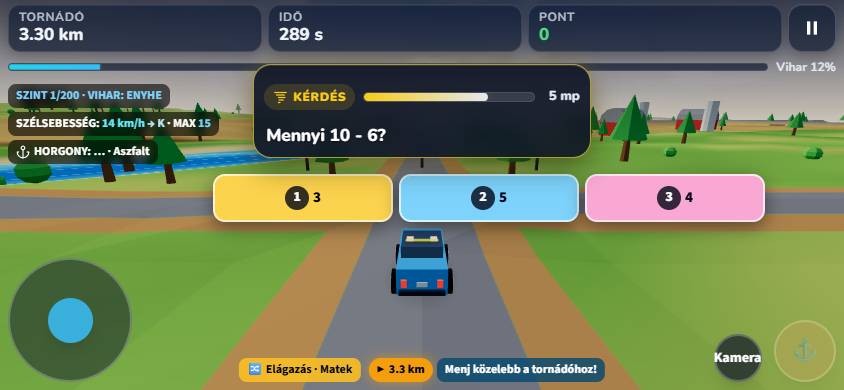 TORNÁDÓ
3.30 km
IDŐ
289 s
PONT
0
Vihar 12%
SZINT 1/200 · VIHAR: ENYHE
SZÉLSEBESSÉG: 14 km/h → K · MAX 15
HORGONY: ... · Aszfalt
KÉRDÉS
5 mp
Mennyi 10 - 6?
1 3
2 5
3 4
Elágazás · Matek
3.3 km
Menj közelebb a tornádóhoz!
Kamera